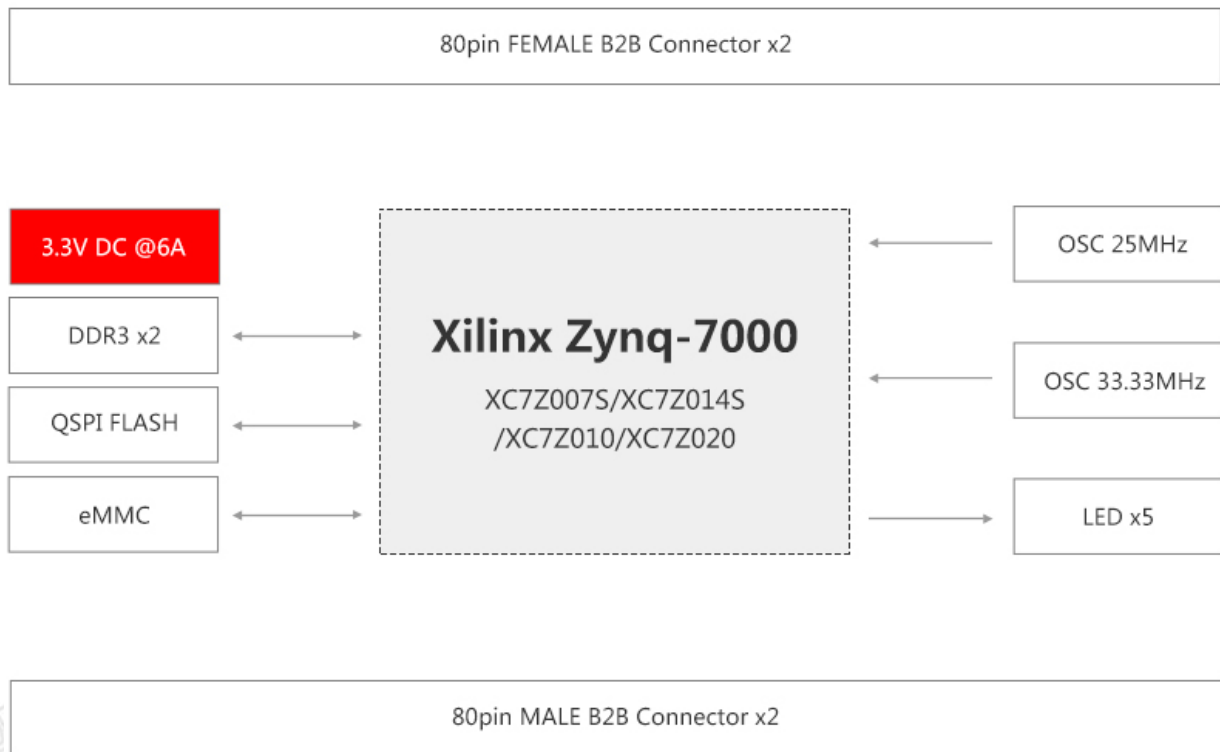 80pin FEMALE B2B Connector x2
3.3V DC @6A
DDR3 x2
QSPI FLASH
eMMC
Xilinx Zynq-7000
XC7Z007S/XC7Z014S
/XC7Z010/XC7Z020
OSC 25MHz
OSC 33.33MHz
LED x5
80pin MALE B2B Connector x2